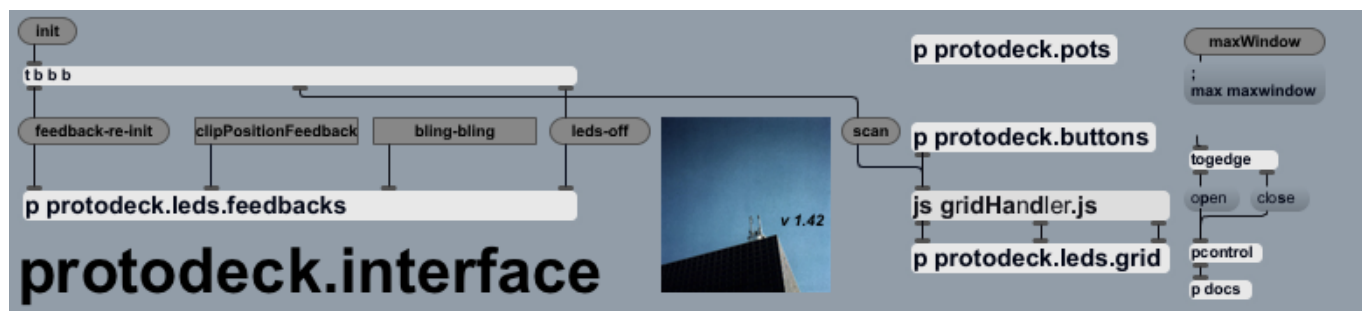 init
t b b b
feedback-re-init
clipPositionFeedback
bling-bling
leds-off
p protodeck.leds.feedbacks
protodeck.interface
v 1.42
scan
p protodeck.pots
p protodeck.buttons
js gridHandler.js
p protodeck.leds.grid
maxWindow
;
max maxwindow
togedge
open
close
pcontrol
p docs